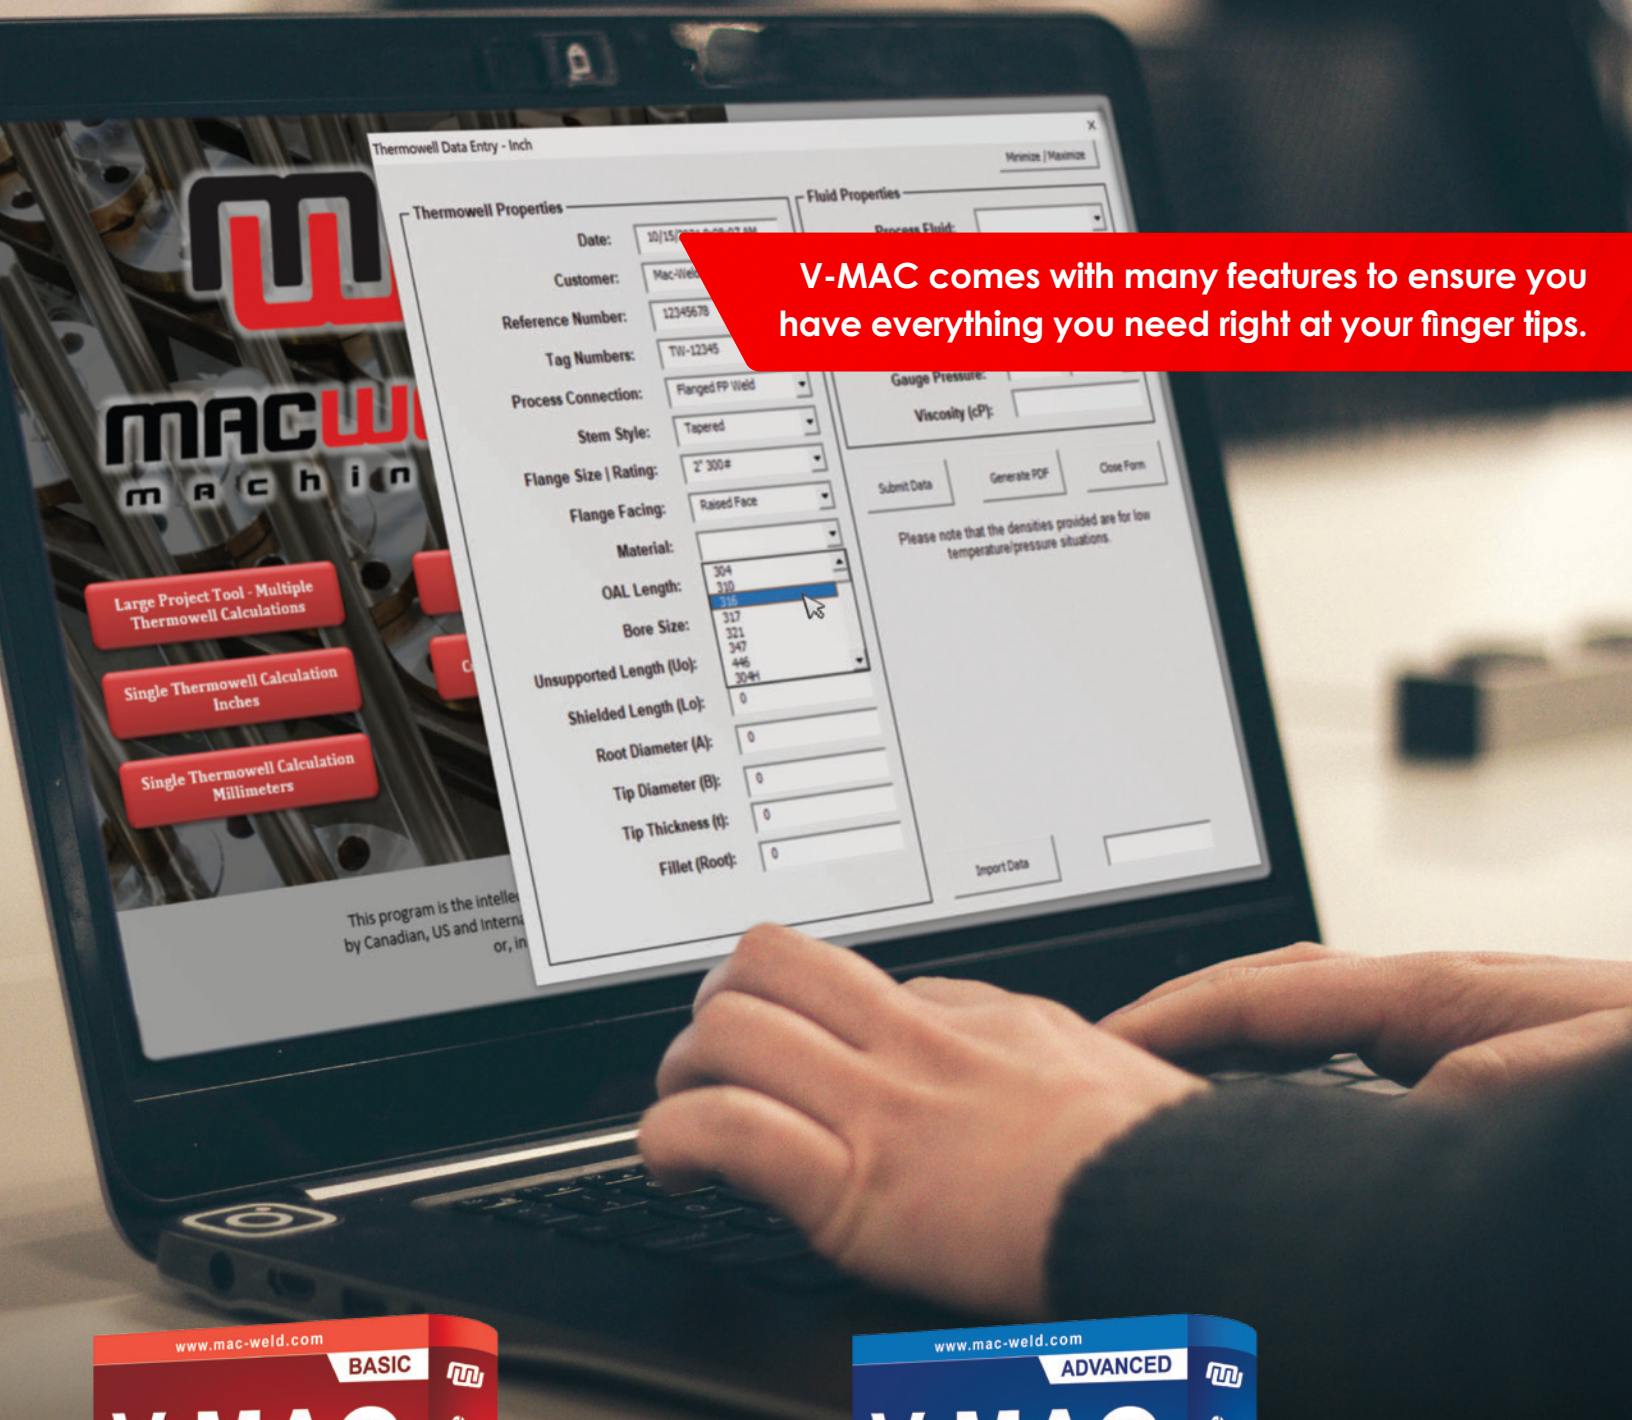 Thermowell Data Entry - Inch
X
Minimize / Maximize
Thermowell Properties
Date:
Customer:
Reference Number: 12345678
Tag Numbers: TW-12345
Process Connection: Flanged FP Weld
Stem Style: Tapered
Flange Size | Rating: 2" 300#
Flange Facing: Raised Face
Material:
304
310
316
317
321
347
446
304H
OAL Length:
Bore Size:
Unsupported Length (Uo):
Shielded Length (Lo): 0
Root Diameter (A): 0
Tip Diameter (B): 0
Tip Thickness (t): 0
Fillet (Root): 0
Fluid Properties
Process Fluid:
V-MAC comes with many features to ensure you
have everything you need right at your finger tips.
Gauge Pressure:
Viscosity (cP):
Submit Data
Generate PDF
Close Form
Please note that the densities provided are for low
temperature/pressure situations.
Import Data
Large Project Tool - Multiple
Thermowell Calculations
Single Thermowell Calculation
Inches
Single Thermowell Calculation
Millimeters
This program is the
by Canadian, US and
or, in
www.mac-weld.com
BASIC
V-MAC
www.mac-weld.com
ADVANCED
V-MAC